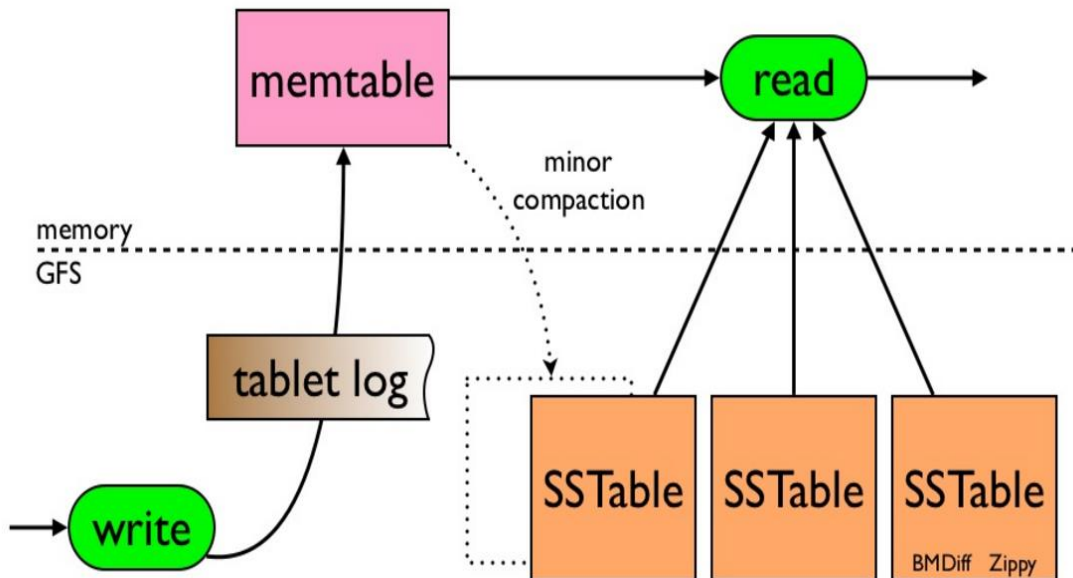 memtable
read
minor
compaction
memory
GFS
tablet log
SSTable
SSTable
SSTable
write
BMDiff Zippy